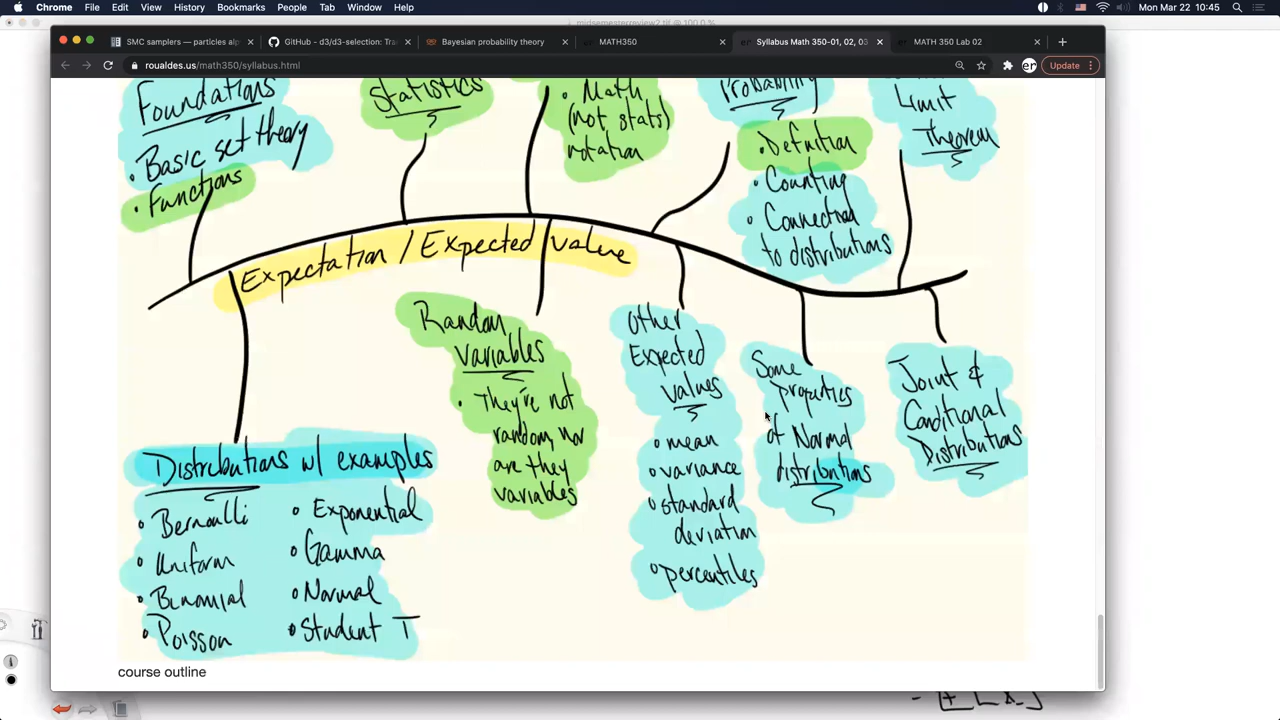 Chrome File Edit View History Bookmarks People Tab Window Help
Mon Mar 22 10:45
midsemesterreview2.tif @ 100.0 %
SMC samplers — particles al
GitHub - d3/d3-selection: Tra
Bayesian probability theory
MATH350
Syllabus Math 350-01, 02, 03
MATH 350 Lab 02
roualdes.us/math350/syllabus.html
er
Update
Foundations
• Basic set theory
• Functions
Statistics
• Math
(not stats)
notation
Probability
• Definition
• Counting
• Connected
to distributions
Limit
Theorem
Expectation / Expected value
Distributions w/ examples
• Bernoulli
• Uniform
• Binomial
• Poisson
• Exponential
• Gamma
• Normal
• Student T
Random
variables
• They're not
random, nor
are they
variables
Other
Expected
values
• mean
• variance
• standard
deviation
• percentiles
Some
properties
of Normal
distributions
Joint &
Conditional
Distributions
course outline